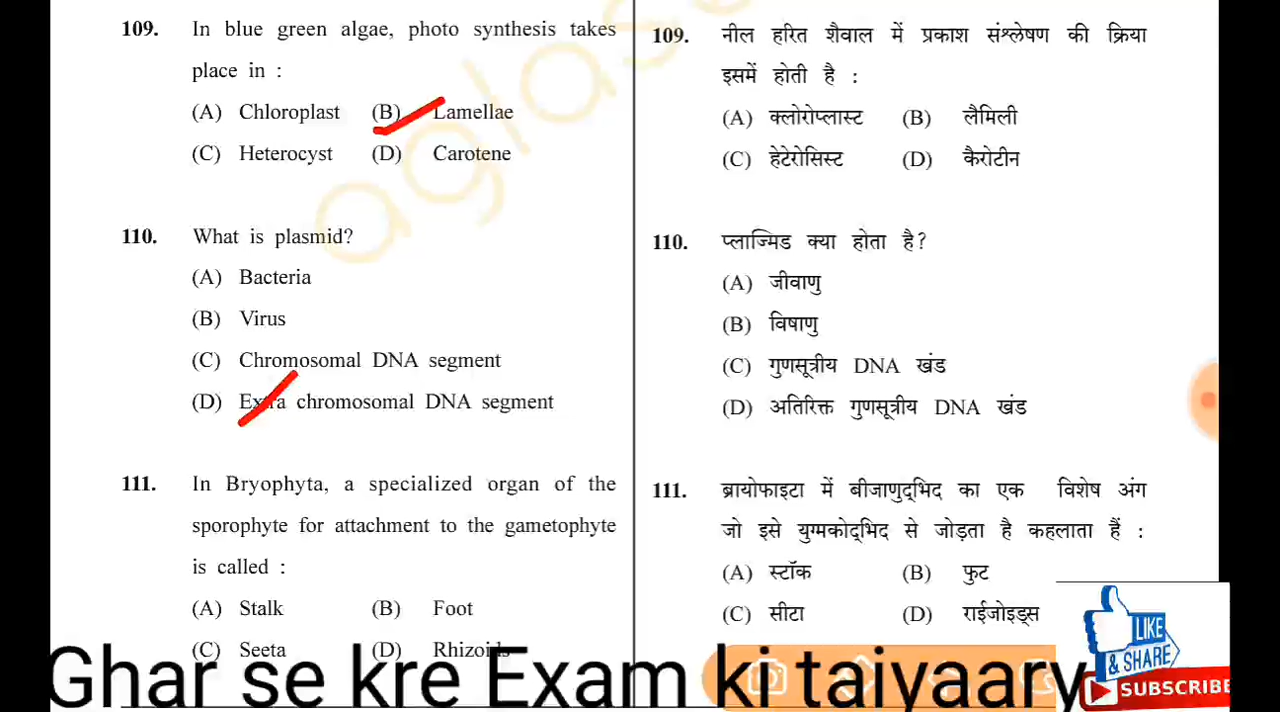 109. In blue green algae, photo synthesis takes
place in :
(A) Chloroplast (B) Lamellae
(C) Heterocyst (D) Carotene
110. What is plasmid?
(A) Bacteria
(B) Virus
(C) Chromosomal DNA segment
(D) Extra chromosomal DNA segment
111. In Bryophyta, a specialized organ of the
sporophyte for attachment to the gametophyte
is called :
(A) Stalk (B) Foot
(C) Seeta (D) Rhizoids
109. नील हरित शैवाल में प्रकाश संश्लेषण की क्रिया
इसमें होती है :
(A) क्लोरोप्लास्ट (B) लैमिली
(C) हेटेरोसिस्ट (D) कैरोटीन
110. प्लाज्मिड क्या होता है?
(A) जीवाणु
(B) विषाणु
(C) गुणसूत्रीय DNA खंड
(D) अतिरिक्त गुणसूत्रीय DNA खंड
111. ब्रायोफाइटा में बीजाणुद्भिद का एक विशेष अंग
जो इसे युग्मकोद्भिद से जोड़ता है कहलाता हैं :
(A) स्टॉक (B) फुट
(C) सीटा (D) राईजोइड्स
Ghar se kre Exam ki taiyaary
LIKE
& SHARE
SUBSCRIBE